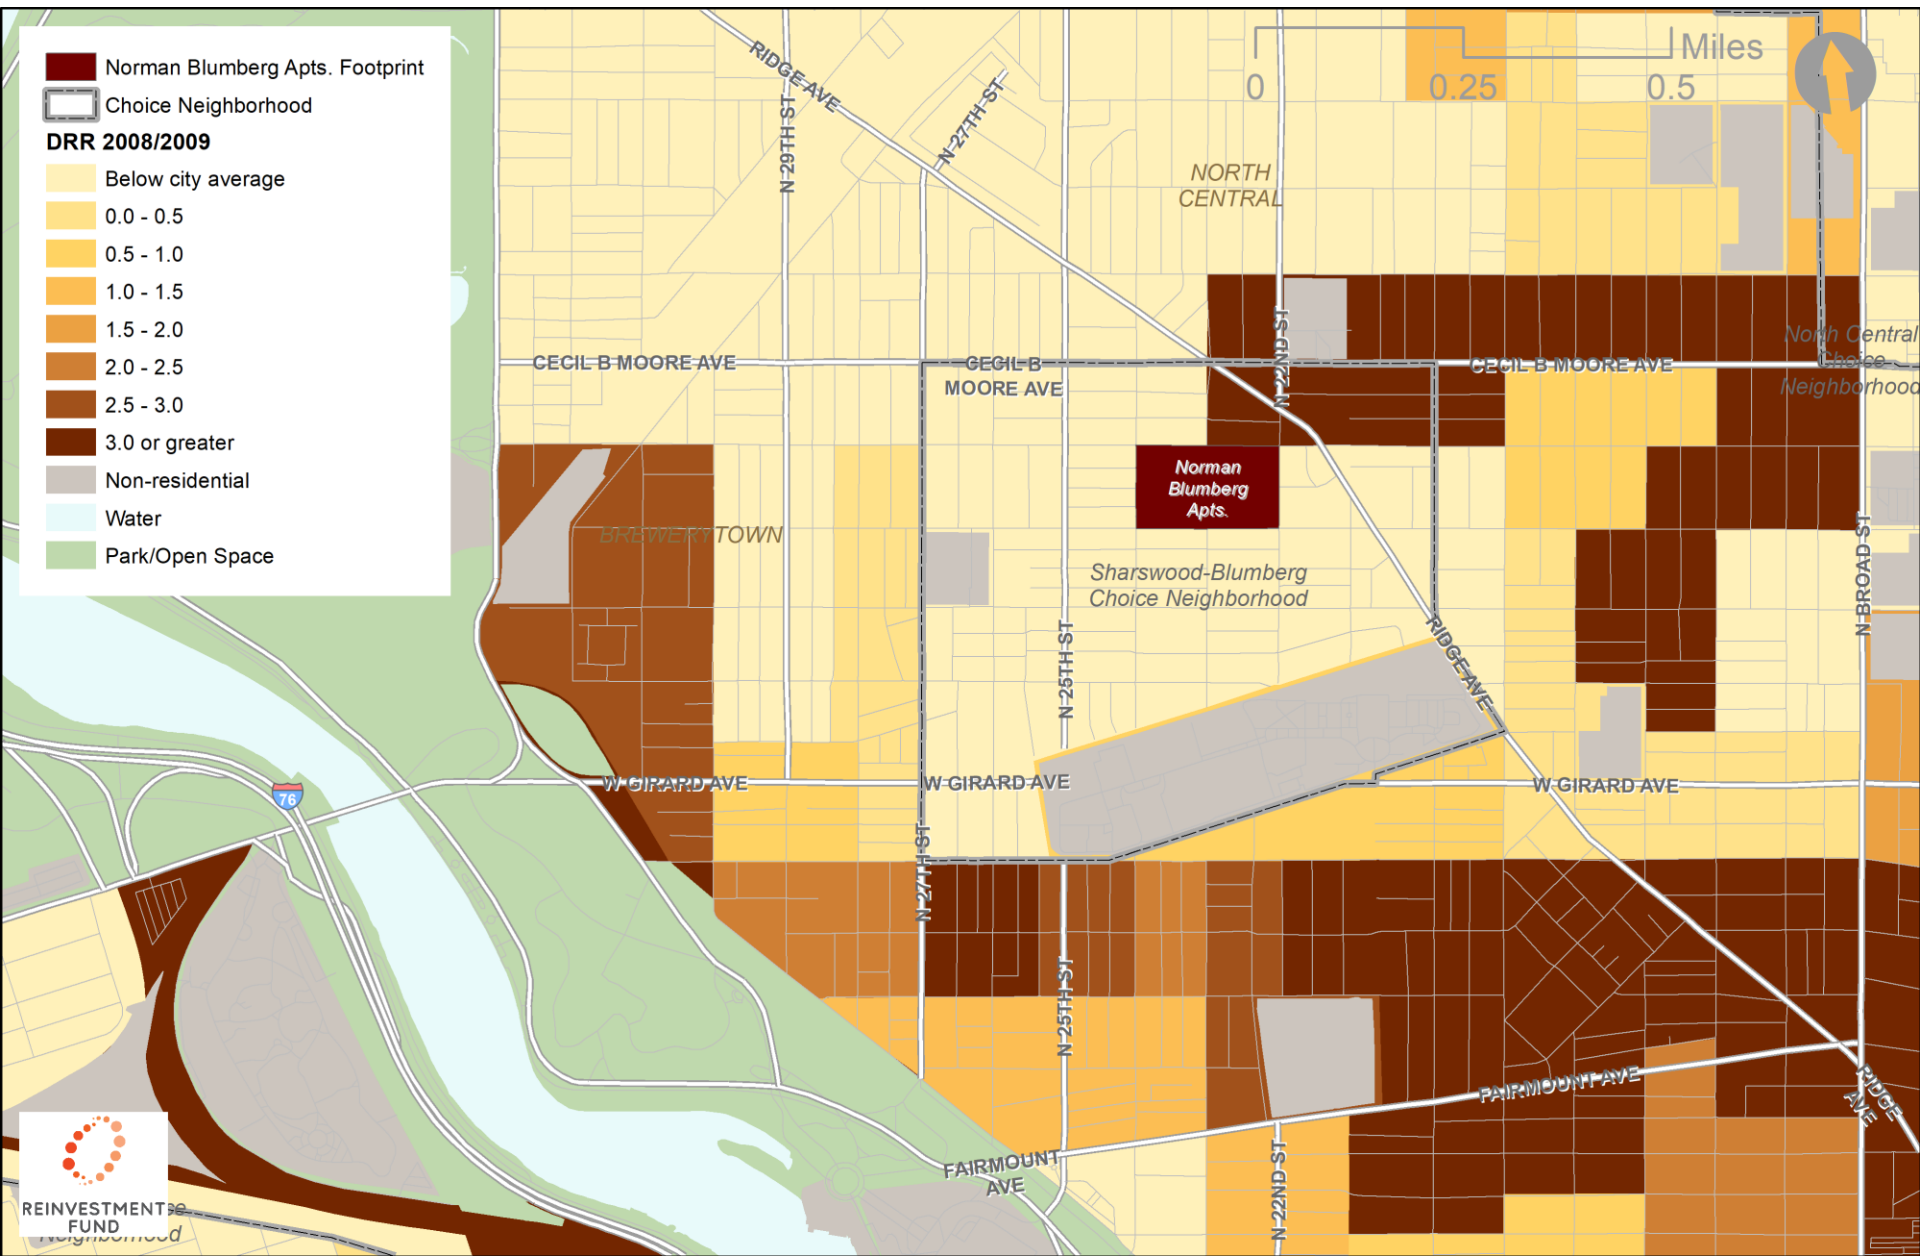 Norman Blumberg Apts. Footprint
Choice Neighborhood
DRR 2008/2009
Below city average
0.0 - 0.5
0.5 - 1.0
1.0 - 1.5
1.5 - 2.0
2.0 - 2.5
2.5 - 3.0
3.0 or greater
Non-residential
Water
Park/Open Space
RIDGE AVE
N 29TH ST
N 27TH ST
NORTH
CENTRAL
Miles
0
0.25
0.5
N 22ND ST
CECIL B MOORE AVE
CECIL B
MOORE AVE
CECIL B MOORE AVE
North Central
Choice
Neighborhood
Norman
Blumberg
Apts.
BREWERYTOWN
Sharswood-Blumberg
Choice Neighborhood
N BROAD ST
N 25TH ST
RIDGE AVE
W GIRARD AVE
W GIRARD AVE
W GIRARD AVE
76
N 27TH ST
N 25TH ST
FAIRMOUNT AVE
RIDGE
AVE
FAIRMOUNT
AVE
N 22ND ST
REINVESTMENT
FUND
Neighborhood